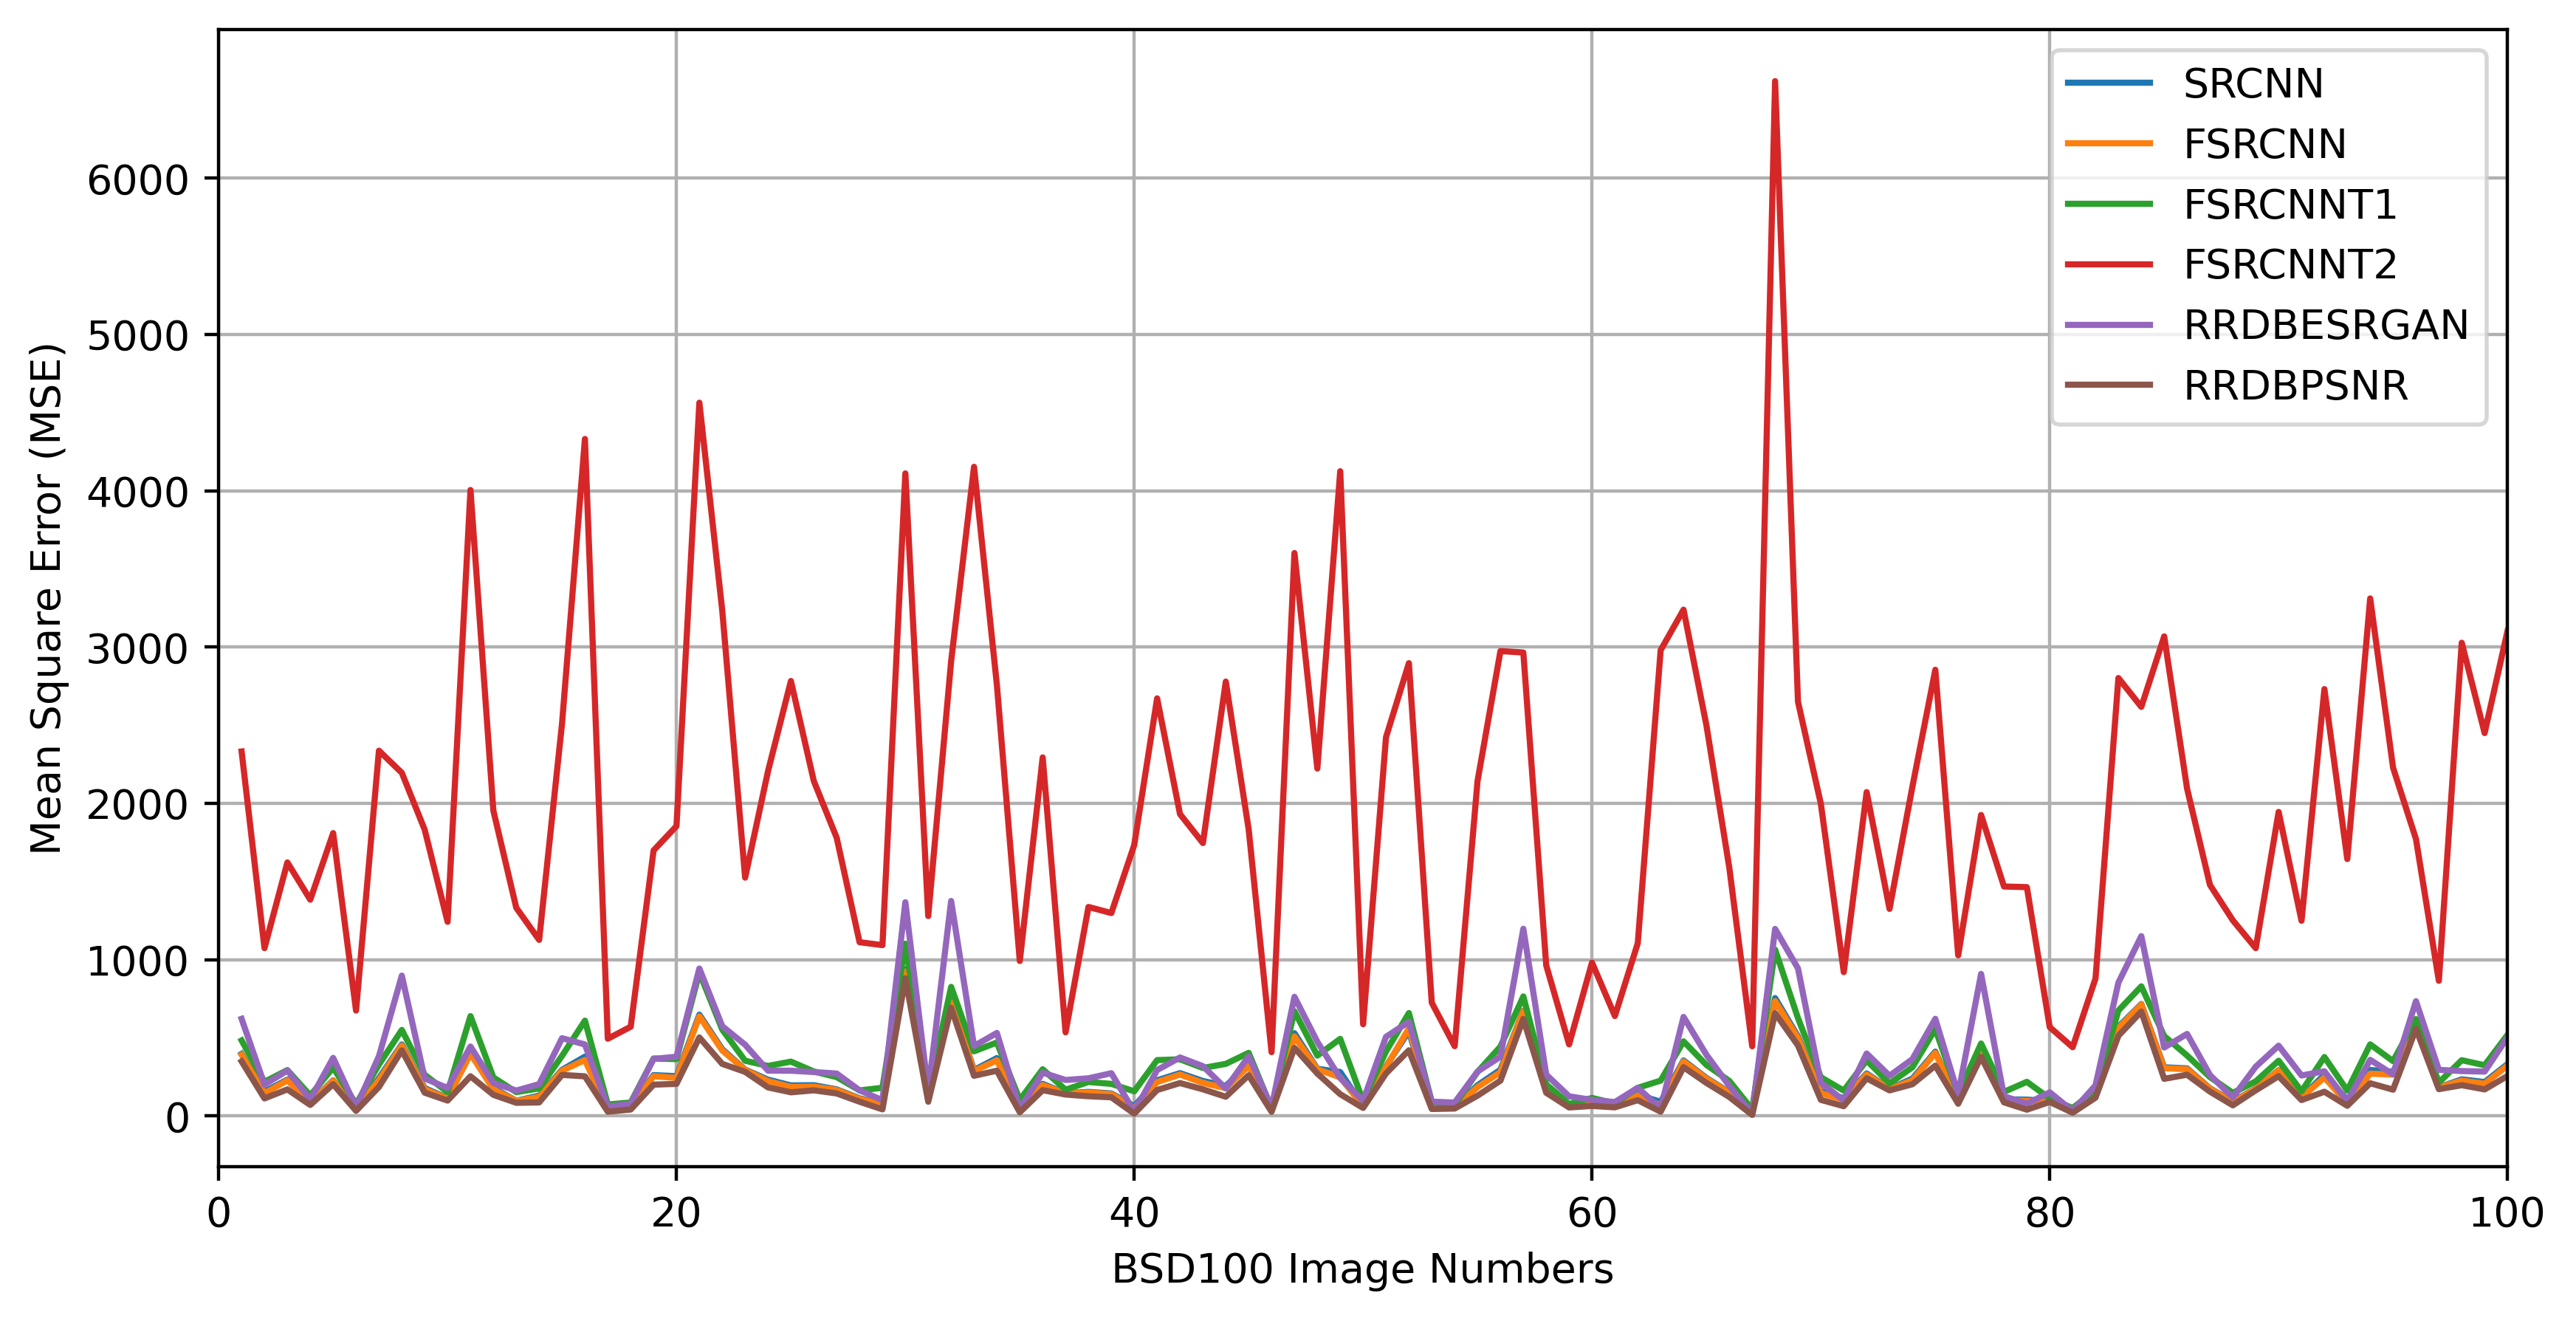 SRCNN
FSRCNN
FSRCNNT1
FSRCNNT2
RRDBESRGAN
RRDBPSNR
6000
5000
4000
3000
2000
1000
0
Mean Square Error (MSE)
0 20 40 60 80 100
BSD100 Image Numbers